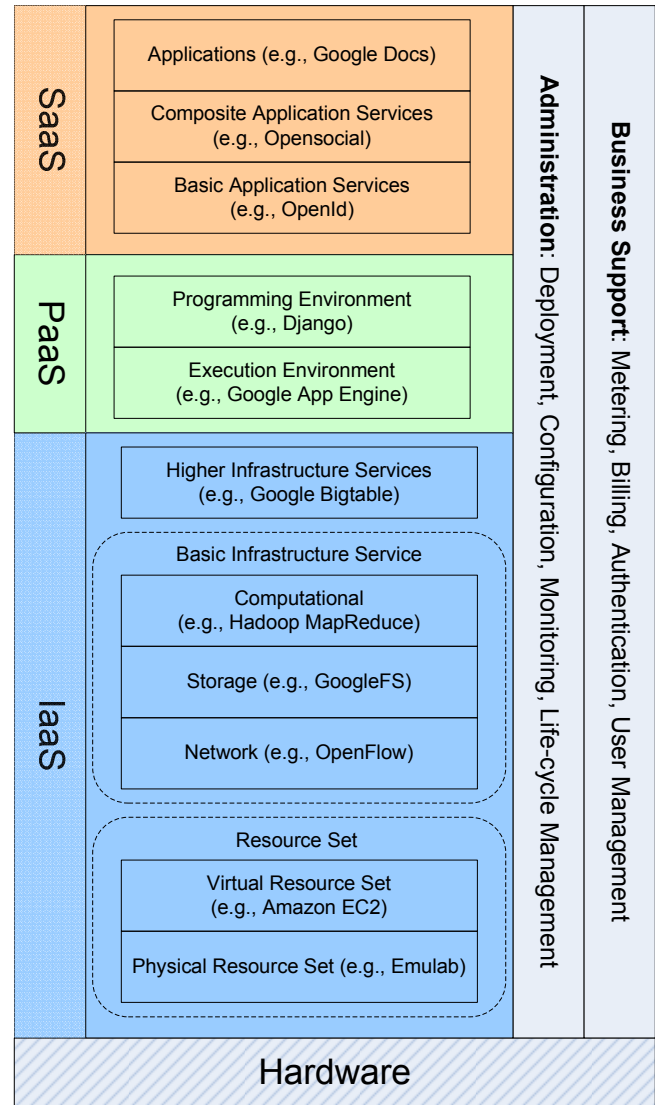 SaaS
Applications (e.g., Google Docs)
Composite Application Services
(e.g., Opensocial)
Basic Application Services
(e.g., OpenId)
PaaS
Programming Environment
(e.g., Django)
Execution Environment
(e.g., Google App Engine)
IaaS
Higher Infrastructure Services
(e.g., Google Bigtable)
Basic Infrastructure Service
Computational
(e.g., Hadoop MapReduce)
Storage (e.g., GoogleFS)
Network (e.g., OpenFlow)
Resource Set
Virtual Resource Set
(e.g., Amazon EC2)
Physical Resource Set (e.g., Emulab)
Administration: Deployment, Configuration, Monitoring, Life-cycle Management
Business Support: Metering, Billing, Authentication, User Management
Hardware